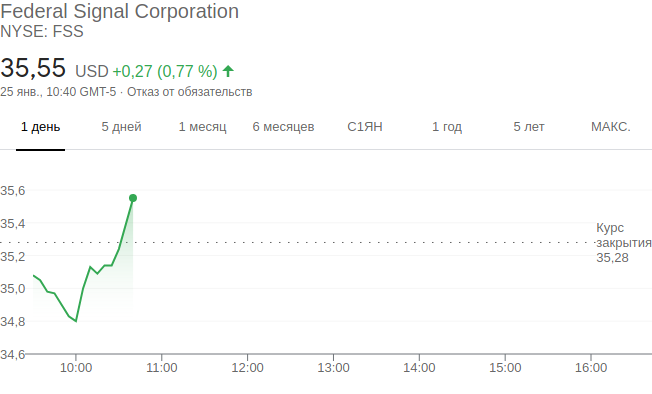 Federal Signal Corporation
NYSE: FSS
35,55 USD +0,27 (0,77 %)
25 янв., 10:40 GMT-5 · Отказ от обязательств
1 день 5 дней 1 месяц 6 месяцев С1ЯН 1 год 5 лет МАКС.
35,6
35,4
Курс
закрытия
35,28
35,2
35,0
34,8
34,6
10:00 11:00 12:00 13:00 14:00 15:00 16:00